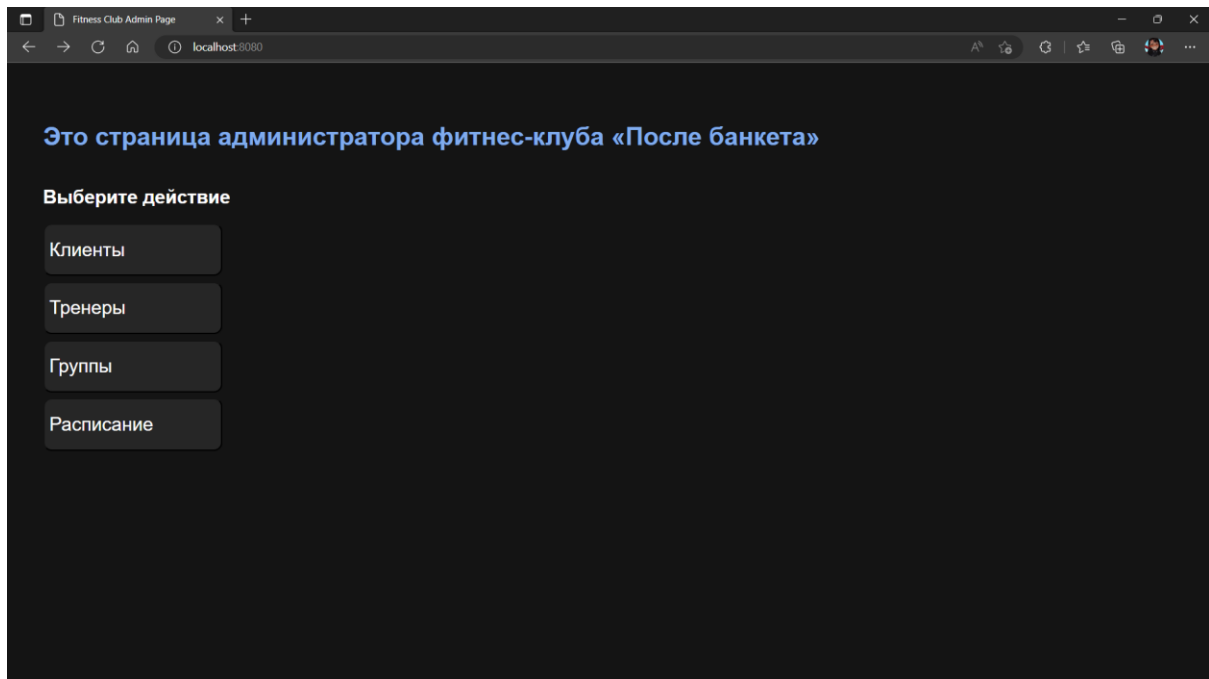 Fitness Club Admin Page
localhost:8080
Это страница администратора фитнес-клуба «После банкета»
Выберите действие
Клиенты
Тренеры
Группы
Расписание